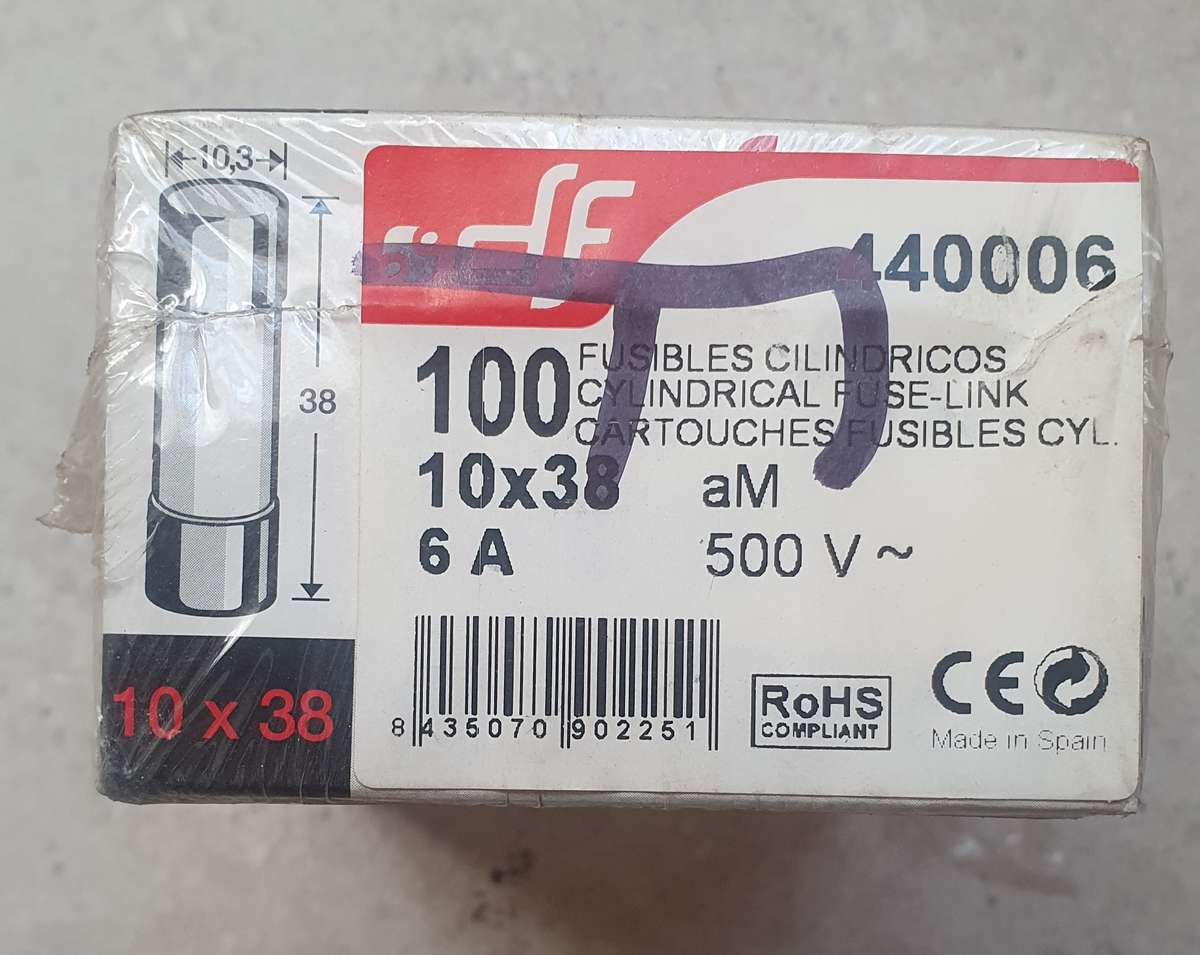 10,3
38
10 x 38
df
440006
100 FUSIBLES CILINDRICOS
CYLINDRICAL FUSE-LINK
CARTOUCHES FUSIBLES CYL.
10x38 aM
6 A 500 V ~
8 435070 902251
RoHS
COMPLIANT
CE
Made in Spain